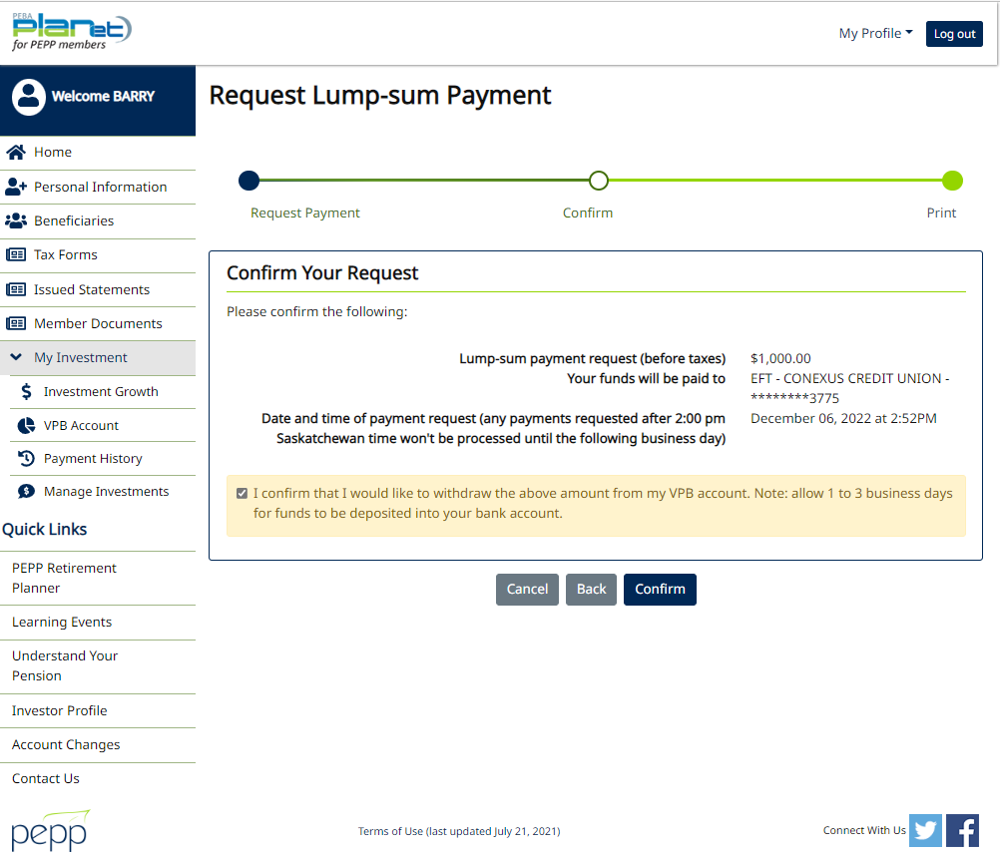 PEBA
planet
for PEPP members
My Profile
Log out
Welcome BARRY
Home
Personal Information
Beneficiaries
Tax Forms
Issued Statements
Member Documents
My Investment
Investment Growth
VPB Account
Payment History
Manage Investments
Quick Links
PEPP Retirement
Planner
Learning Events
Understand Your
Pension
Investor Profile
Account Changes
Contact Us
pepp
Request Lump-sum Payment
Request Payment
Confirm
Print
Confirm Your Request
Please confirm the following:
Lump-sum payment request (before taxes) $1,000.00
Your funds will be paid to EFT - CONEXUS CREDIT UNION -
********3775
Date and time of payment request (any payments requested after 2:00 pm December 06, 2022 at 2:52PM
Saskatchewan time won't be processed until the following business day)
I confirm that I would like to withdraw the above amount from my VPB account. Note: allow 1 to 3 business days
for funds to be deposited into your bank account.
Cancel
Back
Confirm
Terms of Use (last updated July 21, 2021)
Connect With Us